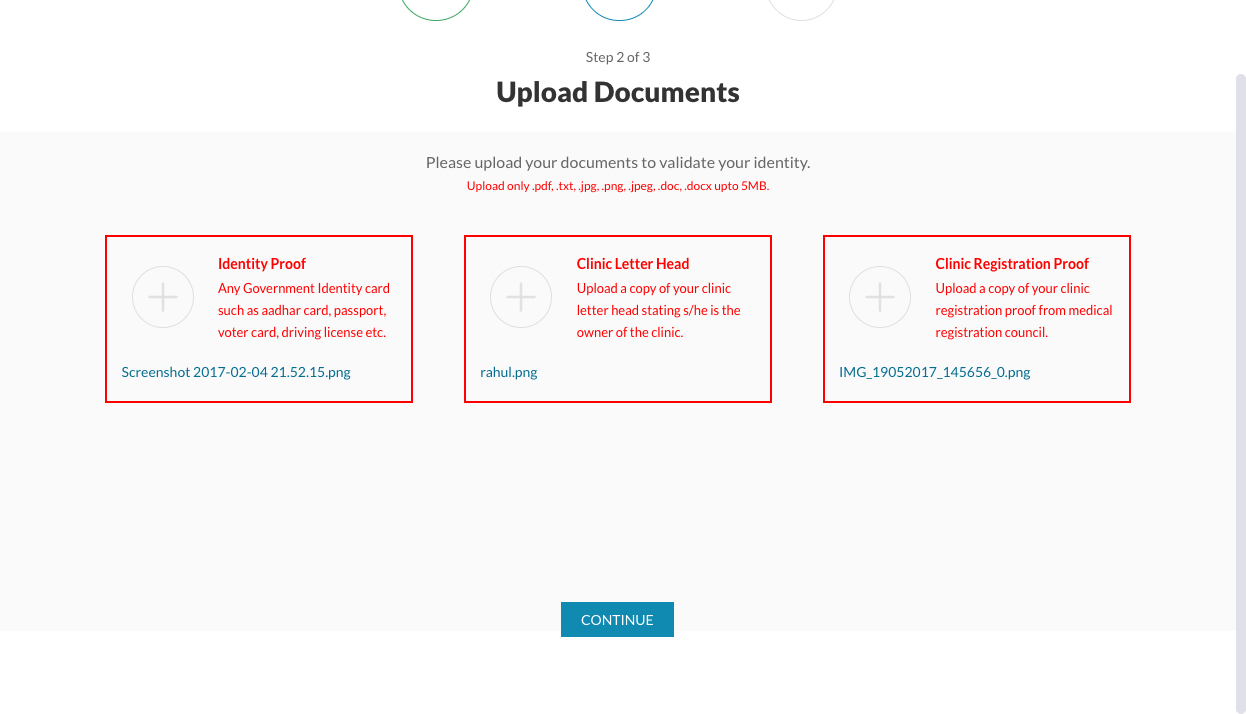 Step 2 of 3
Upload Documents
Please upload your documents to validate your identity.
Upload only .pdf, .txt, .jpg, .png, .jpeg, .doc, .docx upto 5MB.
Identity Proof
Any Government Identity card
such as aadhar card, passport,
voter card, driving license etc.
Screenshot 2017-02-04 21.52.15.png
Clinic Letter Head
Upload a copy of your clinic
letter head stating s/he is the
owner of the clinic.
rahul.png
Clinic Registration Proof
Upload a copy of your clinic
registration proof from medical
registration council.
IMG_19052017_145656_0.png
CONTINUE